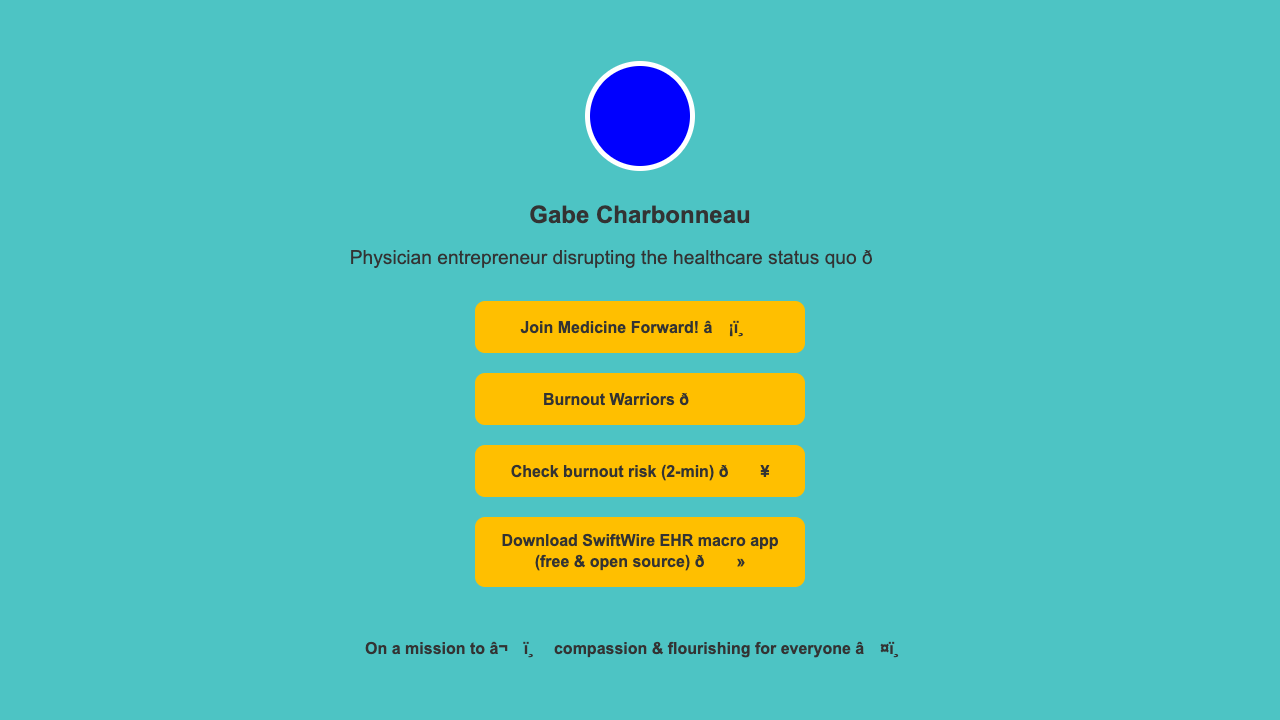 Gabe Charbonneau
Physician entrepreneur disrupting the healthcare status quo ð
Join Medicine Forward! â ¡ï¸
Burnout Warriors ð
Check burnout risk (2-min) ð ¥
Download SwiftWire EHR macro app
(free & open source) ð »
On a mission to â¬ ï¸ compassion & flourishing for everyone â ¤ï¸